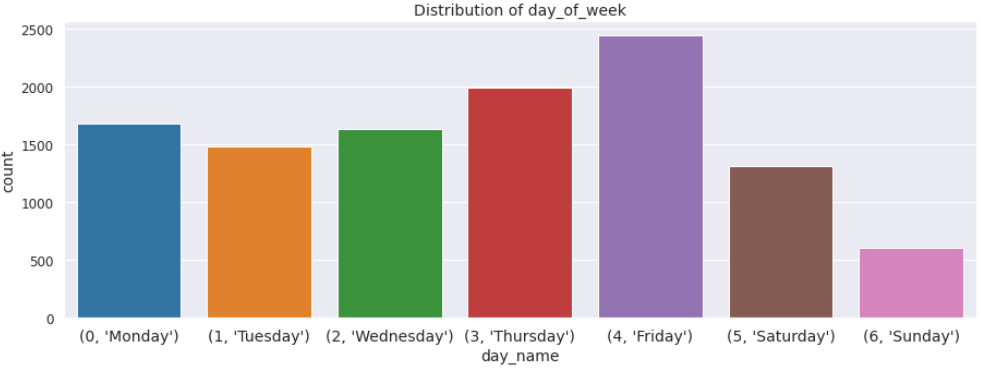 Distribution of day_of_week
2500
2000
1500
1000
500
0
count
(0, 'Monday') (1, 'Tuesday') (2, 'Wednesday') (3, 'Thursday') (4, 'Friday') (5, 'Saturday') (6, 'Sunday')
day_name